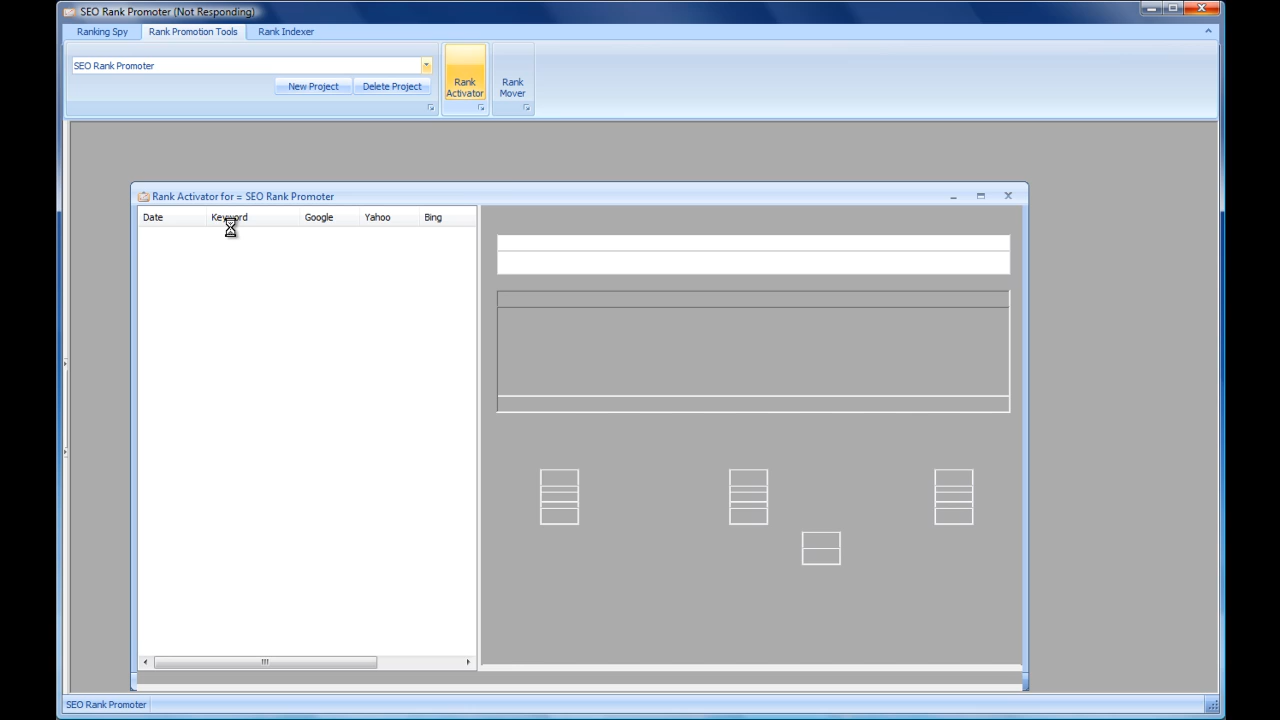 SEO Rank Promoter (Not Responding)
Ranking Spy Rank Promotion Tools Rank Indexer
SEO Rank Promoter
New Project Delete Project
Rank Activator
Rank Mover
Rank Activator for = SEO Rank Promoter
Date Keyword Google Yahoo Bing
SEO Rank Promoter